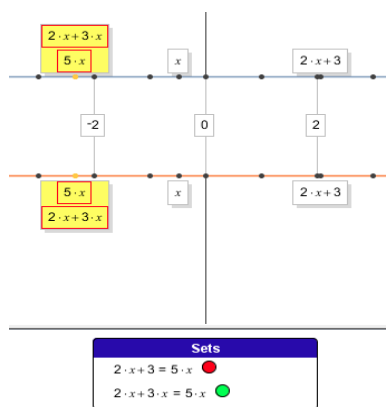 2·x+3·x
5·x
x
2·x+3
-2
0
2
5·x
2·x+3·x
x
2·x+3
Sets
2·x+3 = 5·x
2·x+3·x = 5·x